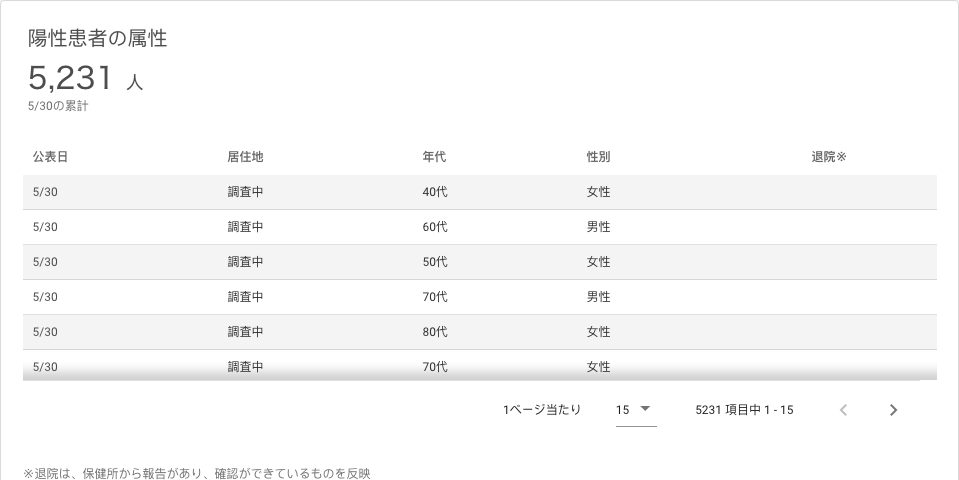 陽性患者の属性
5,231 人
5/30の累計
公表日 居住地 年代 性別 退院※
5/30 調査中 40代 女性
5/30 調査中 60代 男性
5/30 調査中 50代 女性
5/30 調査中 70代 男性
5/30 調査中 80代 女性
5/30 調査中 70代 女性
1ページ当たり 15 5231 項目中 1 - 15
※退院は、保健所から報告があり、確認ができているものを反映